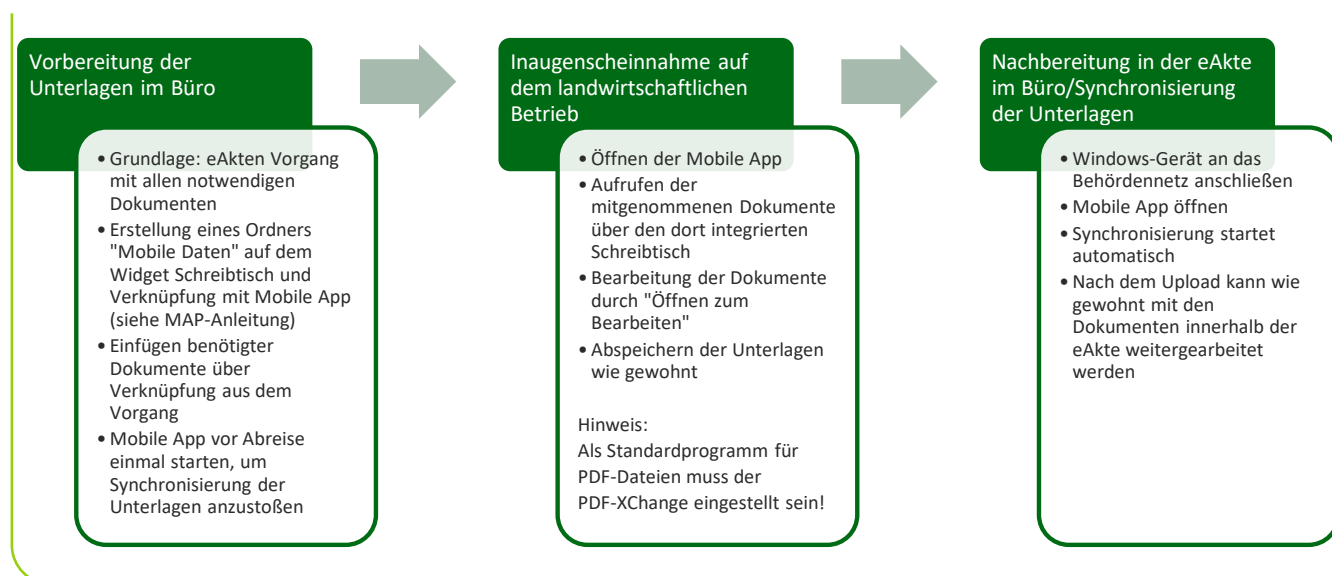 Vorbereitung der
Unterlagen im Büro
• Grundlage: eAkten Vorgang
mit allen notwendigen
Dokumenten
• Erstellung eines Ordners
"Mobile Daten" auf dem
Widget Schreibtisch und
Verknüpfung mit Mobile App
(siehe MAP-Anleitung)
• Einfügen benötigter
Dokumente über
Verknüpfung aus dem
Vorgang
• Mobile App vor Abreise
einmal starten, um
Synchronisierung der
Unterlagen anzustoßen
Inaugenscheinnahme auf
dem landwirtschaftlichen
Betrieb
• Öffnen der Mobile App
• Aufrufen der
mitgenommenen Dokumente
über den dort integrierten
Schreibtisch
• Bearbeitung der Dokumente
durch "Öffnen zum
Bearbeiten"
• Abspeichern der Unterlagen
wie gewohnt
Hinweis:
Als Standardprogramm für
PDF-Dateien muss der
PDF-XChange eingestellt sein!
Nachbereitung in der eAkte
im Büro/Synchronisierung
der Unterlagen
• Windows-Gerät an das
Behördennetz anschließen
• Mobile App öffnen
• Synchronisierung startet
automatisch
• Nach dem Upload kann wie
gewohnt mit den
Dokumenten innerhalb der
eAkte weitergearbeitet
werden